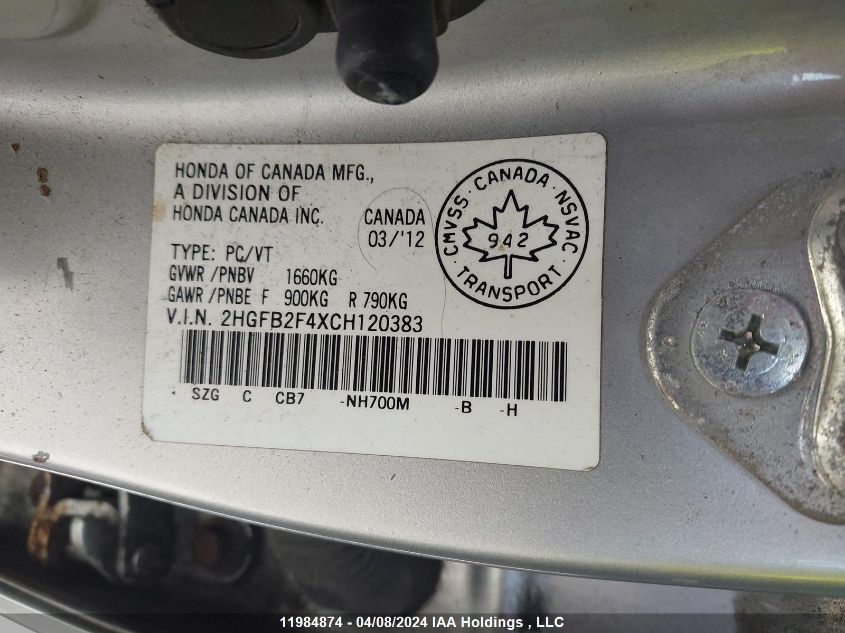 HONDA OF CANADA MFG.,
A DIVISION OF
HONDA CANADA INC.
CANADA
03/'12
CMVSS · CANADA · NSVAC
942
TRANSPORT
TYPE: PC/VT
GVWR /PNBV 1660KG
GAWR /PNBE F 900KG R 790KG
V.I.N. 2HGFB2F4XCH120383
SZG C CB7 -NH700M -B -H
11984874 - 04/08/2024 IAA Holdings , LLC